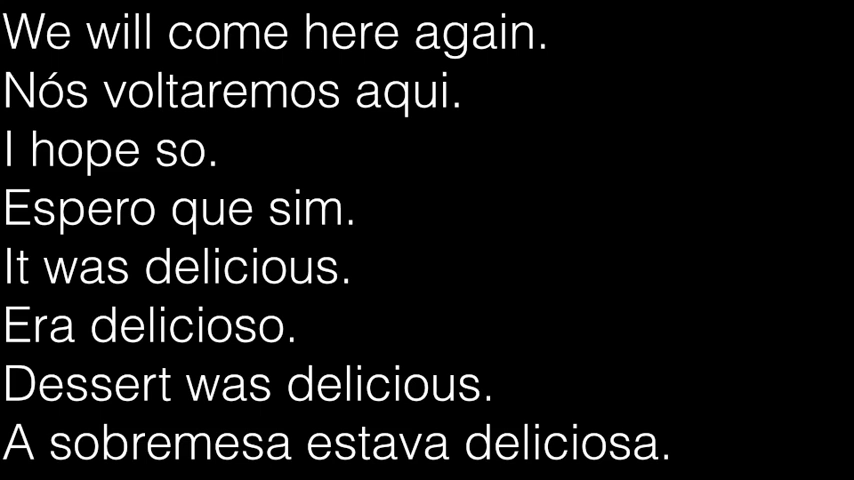 We will come here again.
Nós voltaremos aqui.
I hope so.
Espero que sim.
It was delicious.
Era delicioso.
Dessert was delicious.
A sobremesa estava deliciosa.